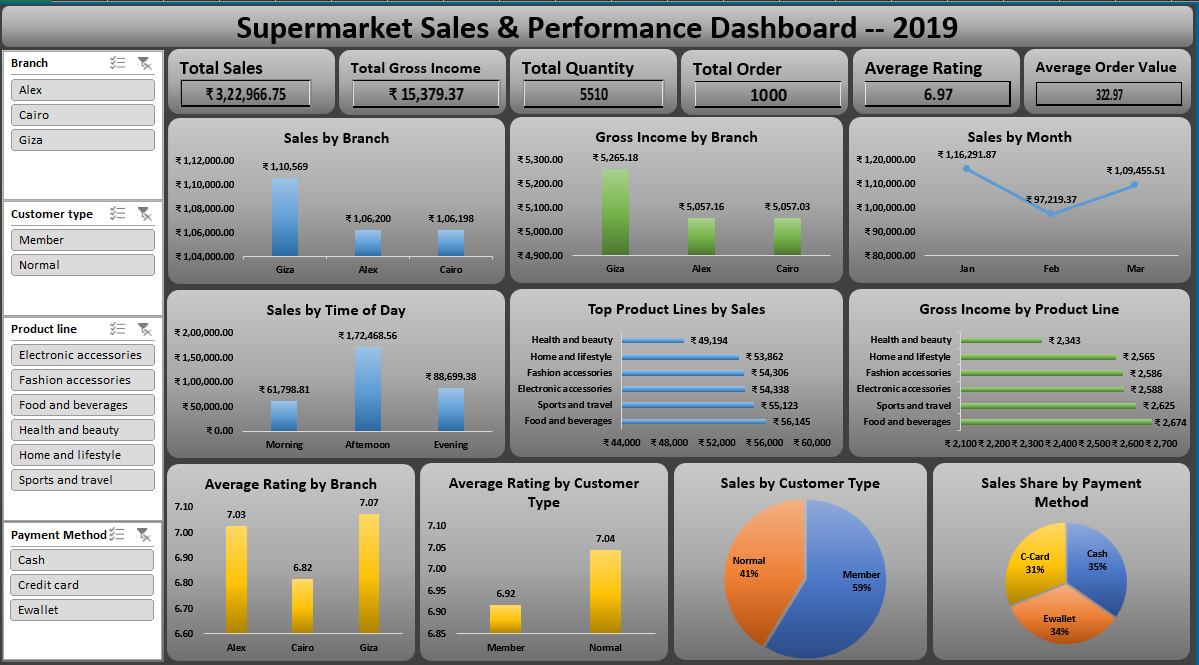 Supermarket Sales & Performance Dashboard -- 2019
Branch
Alex
Cairo
Giza
Customer type
Member
Normal
Product line
Electronic accessories
Fashion accessories
Food and beverages
Health and beauty
Home and lifestyle
Sports and travel
Payment Method
Cash
Credit card
Ewallet
Total Sales
₹ 3,22,966.75
Total Gross Income
₹ 15,379.37
Total Quantity
5510
Total Order
1000
Average Rating
6.97
Average Order Value
322.97
Sales by Branch
₹ 1,12,000.00
₹ 1,10,000.00
₹ 1,08,000.00
₹ 1,06,000.00
₹ 1,04,000.00
₹ 1,10,569
₹ 1,06,200
₹ 1,06,198
Giza
Alex
Cairo
Gross Income by Branch
₹ 5,300.00
₹ 5,200.00
₹ 5,100.00
₹ 5,000.00
₹ 4,900.00
₹ 5,265.18
₹ 5,057.16
₹ 5,057.03
Giza
Alex
Cairo
Sales by Month
₹ 1,20,000.00
₹ 1,10,000.00
₹ 1,00,000.00
₹ 90,000.00
₹ 80,000.00
₹ 1,16,291.87
₹ 97,219.37
₹ 1,09,455.51
Jan
Feb
Mar
Sales by Time of Day
₹ 2,00,000.00
₹ 1,50,000.00
₹ 1,00,000.00
₹ 50,000.00
₹ 0.00
₹ 61,798.81
₹ 1,72,468.56
₹ 88,699.38
Morning
Afternoon
Evening
Top Product Lines by Sales
Health and beauty ₹ 49,194
Home and lifestyle ₹ 53,862
Fashion accessories ₹ 54,306
Electronic accessories ₹ 54,338
Sports and travel ₹ 55,123
Food and beverages ₹ 56,145
₹ 44,000 ₹ 48,000 ₹ 52,000 ₹ 56,000 ₹ 60,000
Gross Income by Product Line
Health and beauty ₹ 2,343
Home and lifestyle ₹ 2,565
Fashion accessories ₹ 2,586
Electronic accessories ₹ 2,588
Sports and travel ₹ 2,625
Food and beverages ₹ 2,674
₹ 2,100 ₹ 2,200 ₹ 2,300 ₹ 2,400 ₹ 2,500 ₹ 2,600 ₹ 2,700
Average Rating by Branch
7.10
7.00
6.90
6.80
6.70
6.60
7.03
6.82
7.07
Alex
Cairo
Giza
Average Rating by Customer
Type
7.10
7.05
7.00
6.95
6.90
6.85
6.92
7.04
Member
Normal
Sales by Customer Type
Normal
41%
Member
59%
Sales Share by Payment
Method
C-Card
31%
Cash
35%
Ewallet
34%